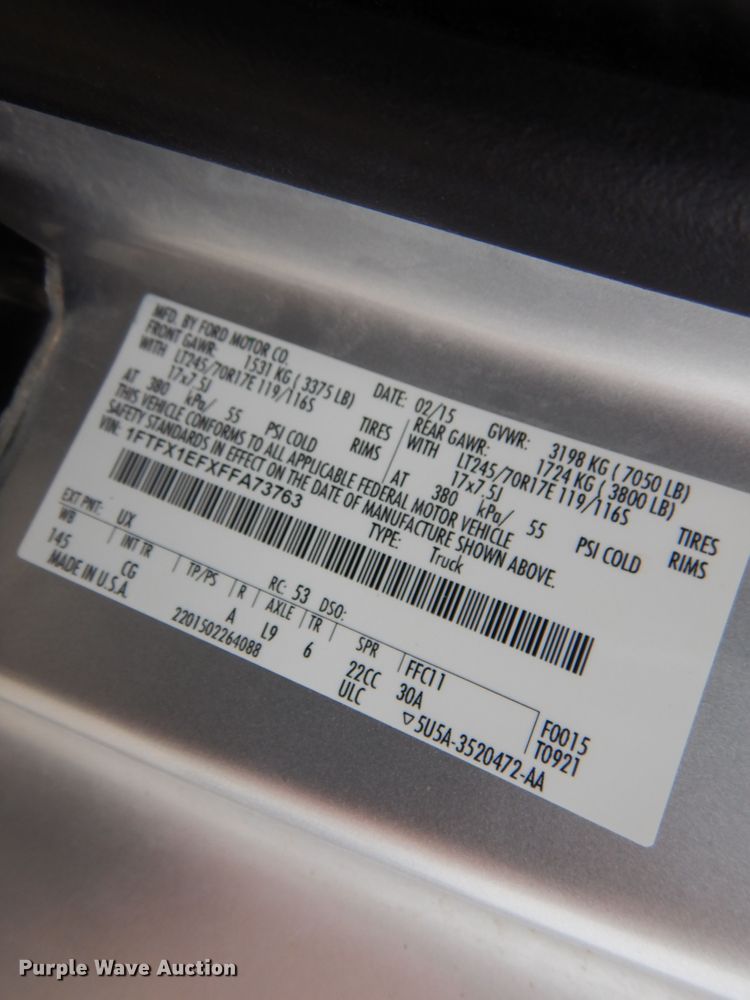 MFD. BY FORD MOTOR CO.
DATE: 02/15 GVWR: 3198 KG ( 7050 LB)
FRONT GAWR: 1531 KG ( 3375 LB) REAR GAWR: 1724 KG ( 3800 LB)
WITH LT245/70R17E 119/116S TIRES WITH LT245/70R17E 119/116S TIRES
17x7.5J RIMS 17x7.5J RIMS
AT 380 kPa/ 55 PSI COLD AT 380 kPa/ 55 PSI COLD
THIS VEHICLE CONFORMS TO ALL APPLICABLE FEDERAL MOTOR VEHICLE
SAFETY STANDARDS IN EFFECT ON THE DATE OF MANUFACTURE SHOWN ABOVE.
VIN: 1FTFX1EFXFFA73763 TYPE: Truck
EXT PNT: UX RC: 53 DSO:
WB INT TR TP/PS R AXLE TR SPR FFC11 F0015
145 CG A L9 6 22CC 30A T0921
MADE IN U.S.A. 2201502264088 ULC ▽5U5A-3520472-AA
Purple Wave Auction